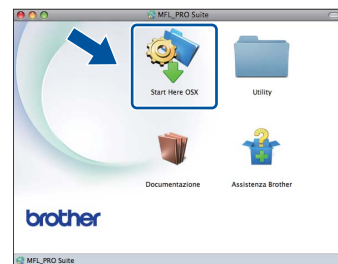 MFL_PRO Suite
Start Here OSX
Utility
Documentazione
Assistenza Brother
brother
MFL_PRO Suite